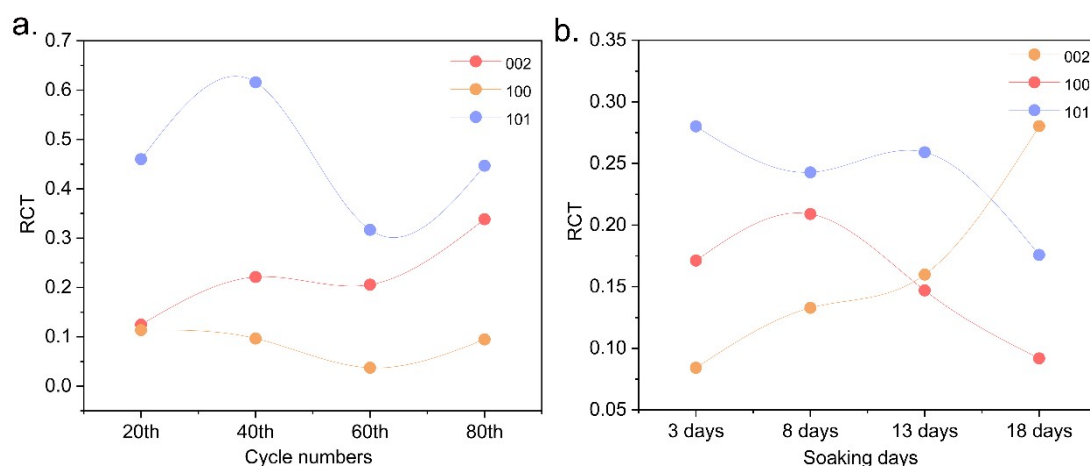 a.
0.7
0.6
0.5
0.4
0.3
0.2
0.1
0.0
RCT
002
100
101
20th 40th 60th 80th
Cycle numbers
b.
0.35
0.30
0.25
0.20
0.15
0.10
0.05
RCT
002
100
101
3 days 8 days 13 days 18 days
Soaking days